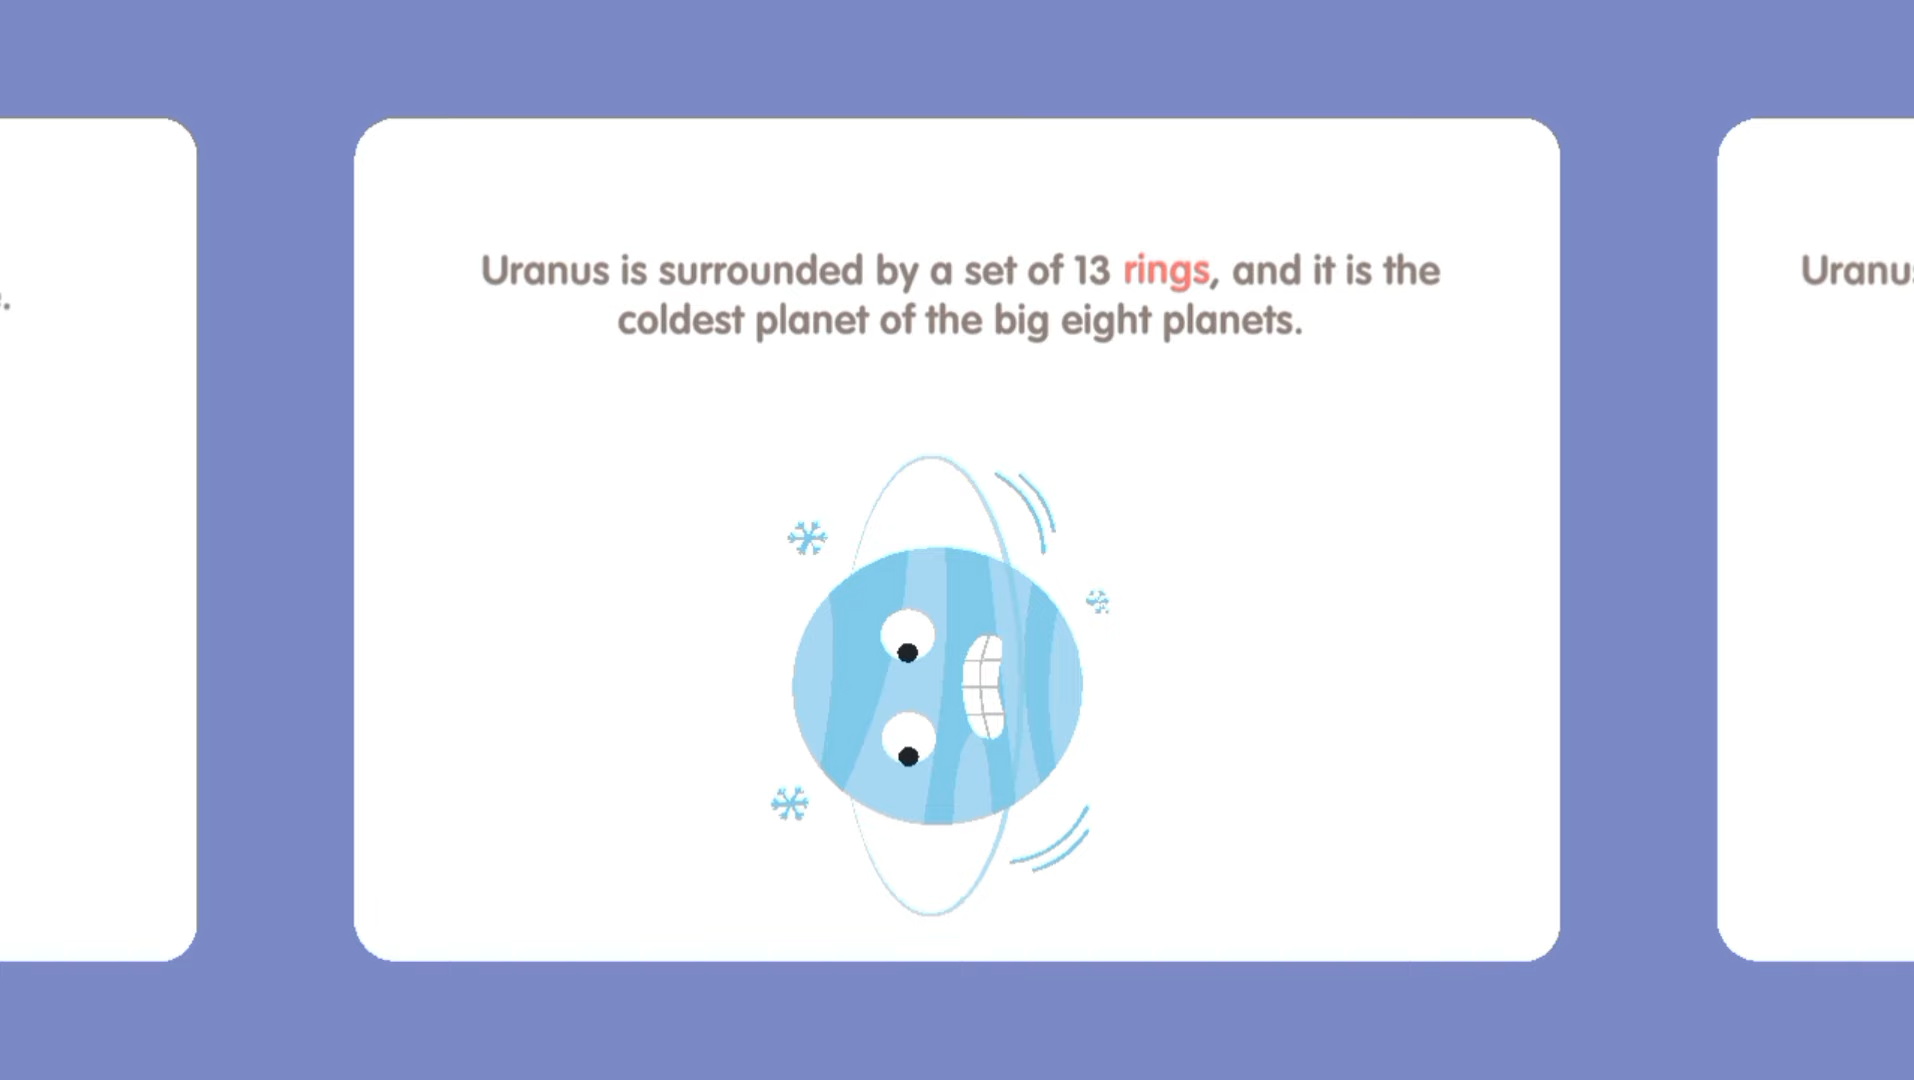 Uranus is surrounded by a set of 13 rings, and it is the
coldest planet of the big eight planets.